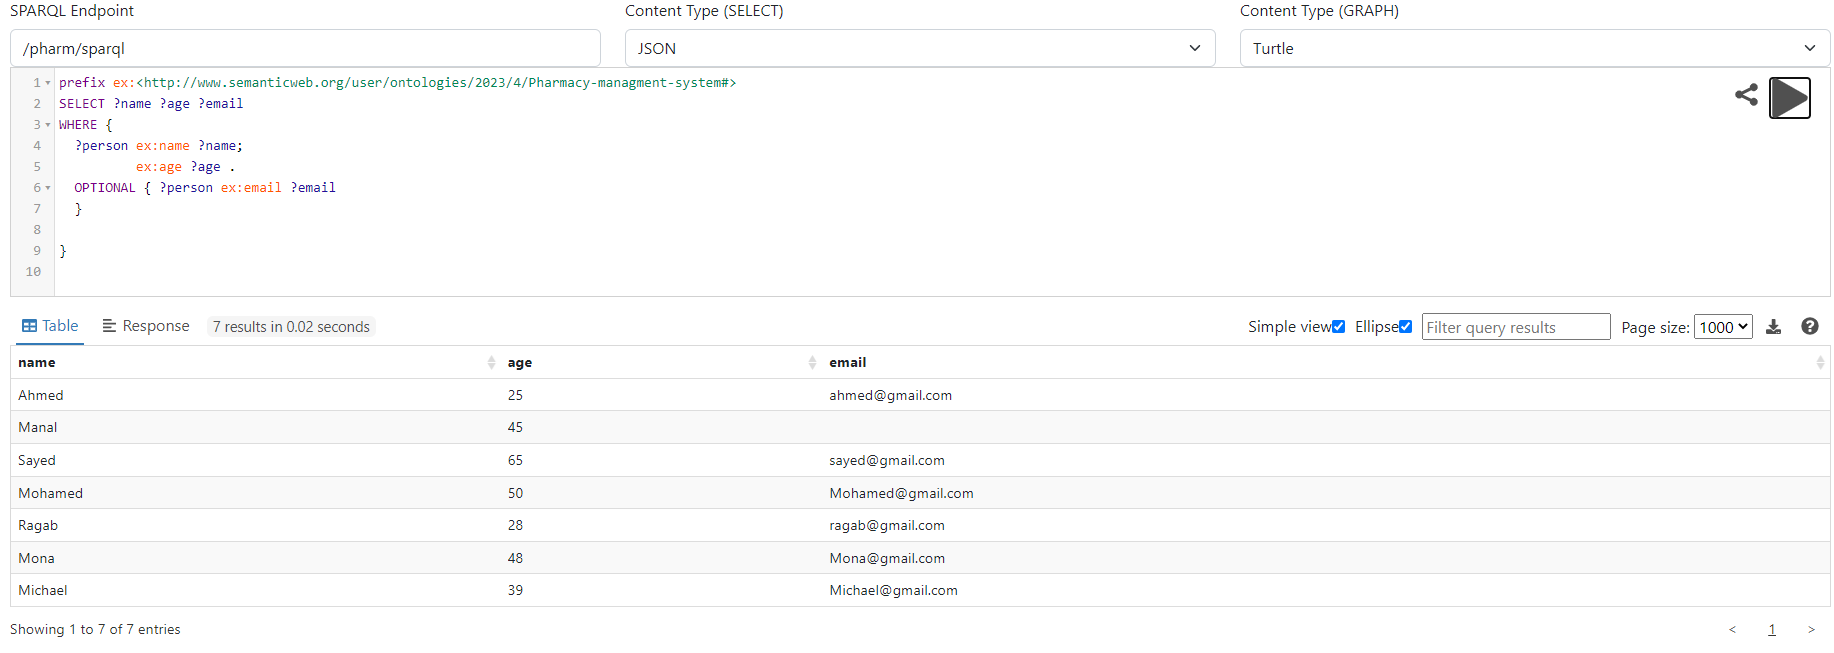 SPARQL Endpoint Content Type (SELECT) Content Type (GRAPH)
/pharm/sparql JSON Turtle
1 prefix ex:<http://www.semanticweb.org/user/ontologies/2023/4/Pharmacy-managment-system#>
2 SELECT ?name ?age ?email
3 WHERE {
4 ?person ex:name ?name;
5 ex:age ?age .
6 OPTIONAL { ?person ex:email ?email
7 }
8
9 }
10
Table Response 7 results in 0.02 seconds Simple view Ellipse Filter query results Page size: 1000
name age email
Ahmed 25 ahmed@gmail.com
Manal 45
Sayed 65 sayed@gmail.com
Mohamed 50 Mohamed@gmail.com
Ragab 28 ragab@gmail.com
Mona 48 Mona@gmail.com
Michael 39 Michael@gmail.com
Showing 1 to 7 of 7 entries < 1 >